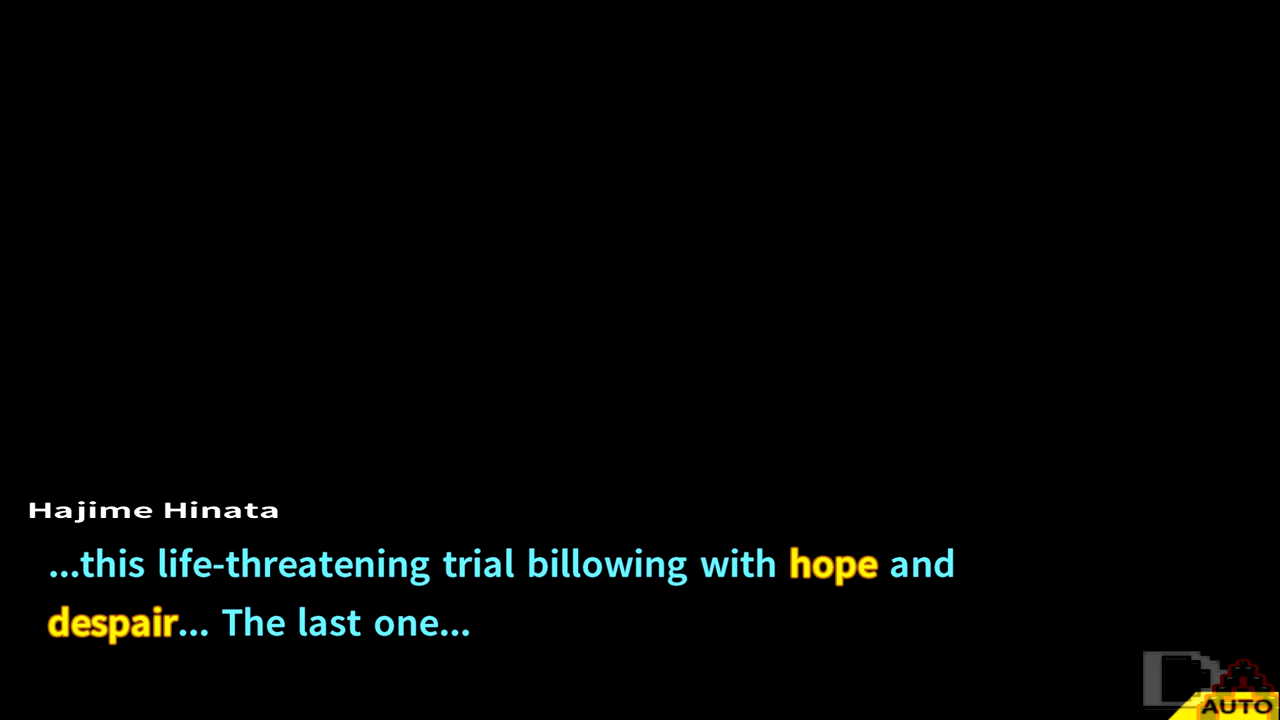 Hajime Hinata
...this life-threatening trial billowing with hope and
despair... The last one...
AUTO